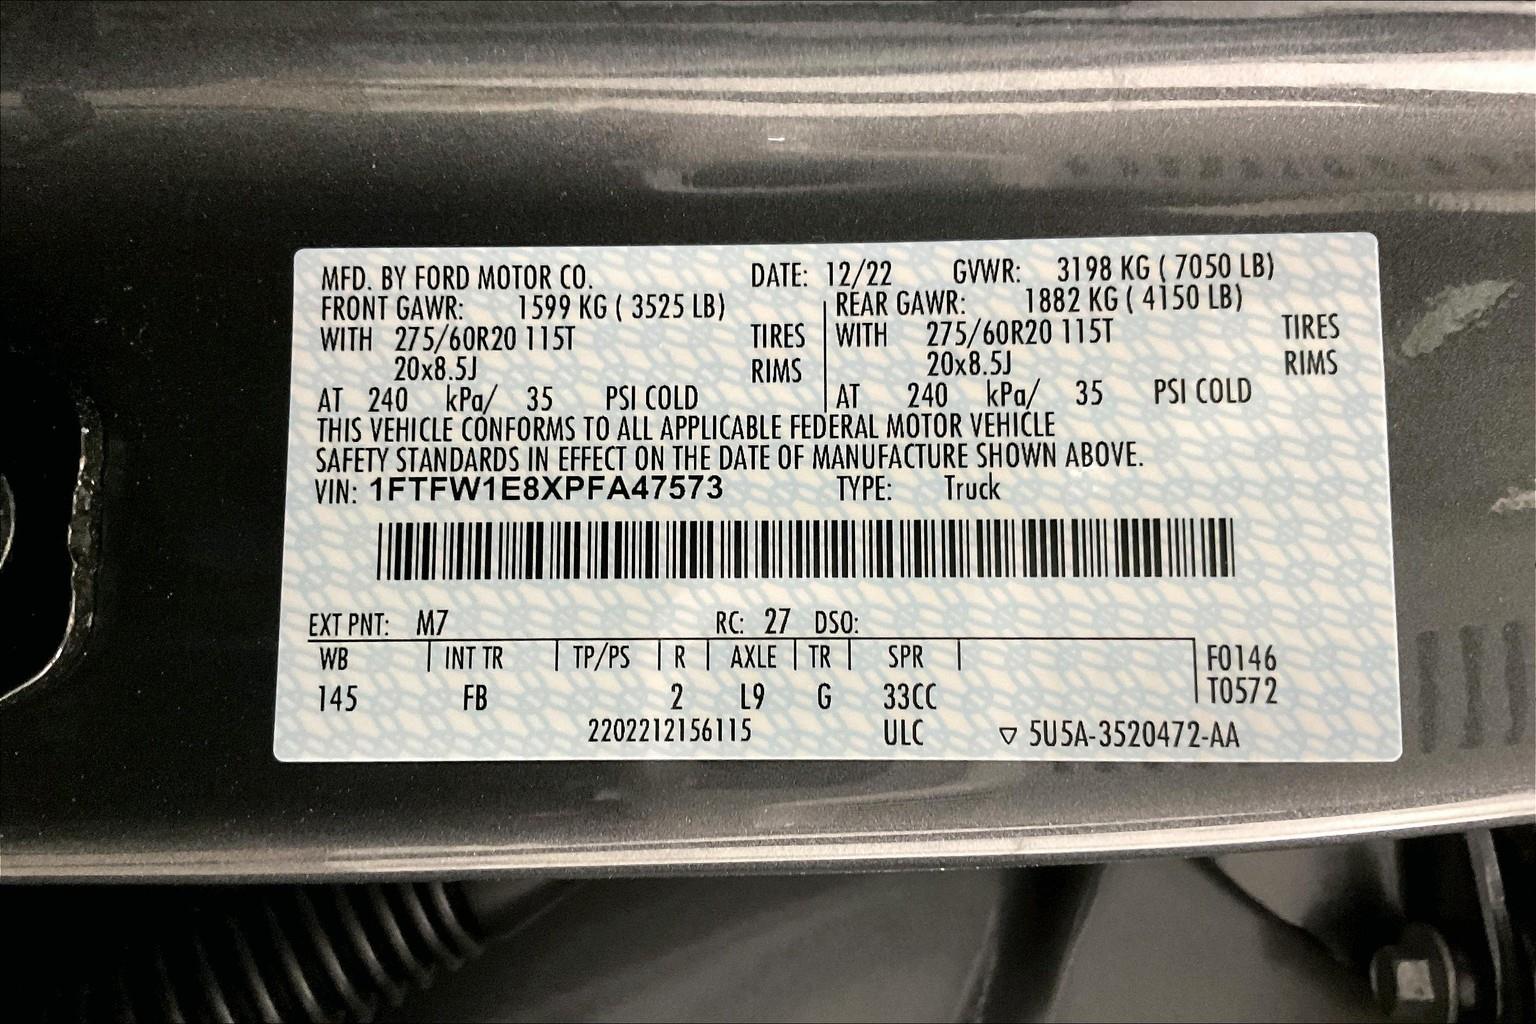 MFD. BY FORD MOTOR CO. DATE: 12/22 GVWR: 3198 KG ( 7050 LB)
FRONT GAWR: 1599 KG ( 3525 LB) REAR GAWR: 1882 KG ( 4150 LB)
WITH 275/60R20 115T TIRES WITH 275/60R20 115T TIRES
20x8.5J RIMS 20x8.5J RIMS
AT 240 kPa/ 35 PSI COLD AT 240 kPa/ 35 PSI COLD
THIS VEHICLE CONFORMS TO ALL APPLICABLE FEDERAL MOTOR VEHICLE
SAFETY STANDARDS IN EFFECT ON THE DATE OF MANUFACTURE SHOWN ABOVE.
VIN: 1FTFW1E8XPFA47573 TYPE: Truck
EXT PNT: M7 RC: 27 DSO:
WB INT TR TP/PS R AXLE TR SPR F0146
145 FB 2 L9 G 33CC T0572
2202212156115 ULC ▽ 5U5A-3520472-AA